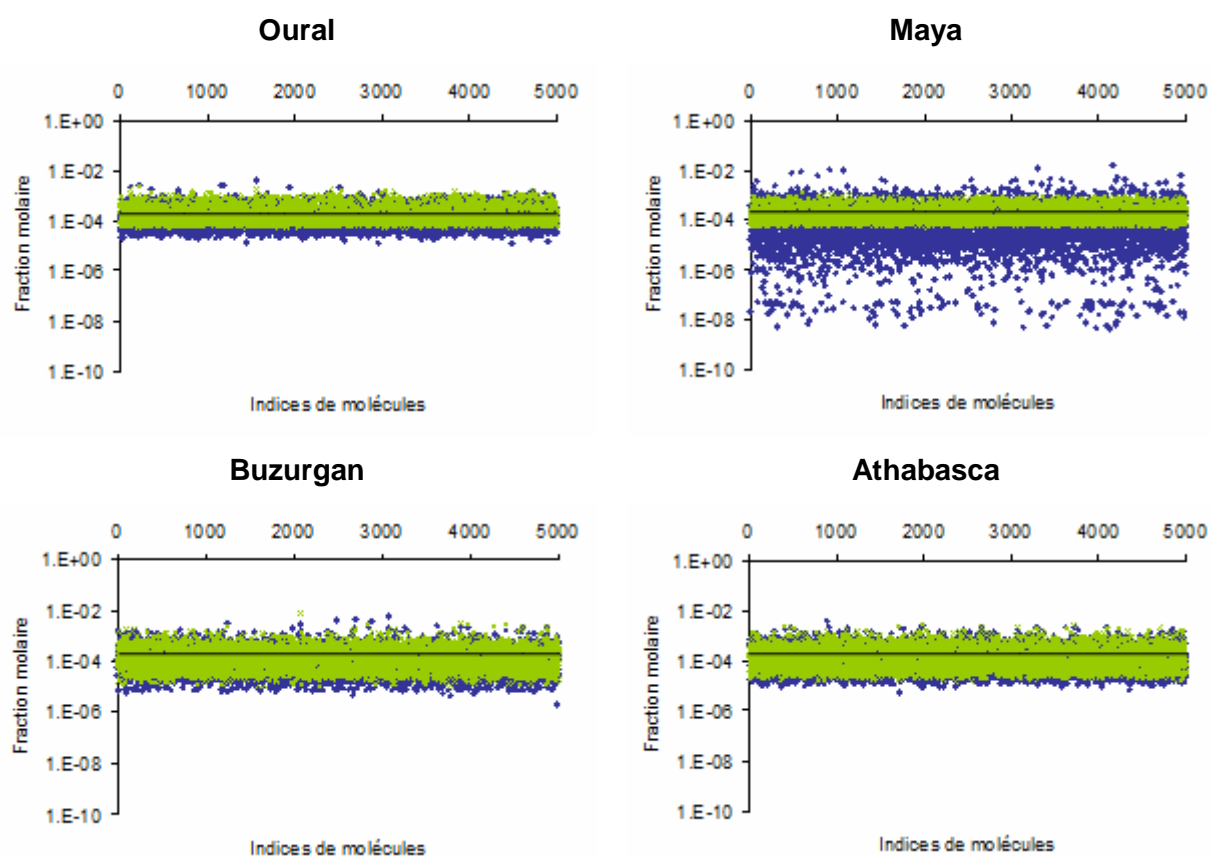 Oural
Maya
0 1000 2000 3000 4000 5000
1.E+00
1.E-02
1.E-04
1.E-06
1.E-08
1.E-10
Fraction molaire
Indices de molécules
0 1000 2000 3000 4000 5000
1.E+00
1.E-02
1.E-04
1.E-06
1.E-08
1.E-10
Fraction molaire
Indices de molécules
Buzurgan
Athabasca
0 1000 2000 3000 4000 5000
1.E+00
1.E-02
1.E-04
1.E-06
1.E-08
1.E-10
Fraction molaire
Indices de molécules
0 1000 2000 3000 4000 5000
1.E+00
1.E-02
1.E-04
1.E-06
1.E-08
1.E-10
Fraction molaire
Indices de molécules